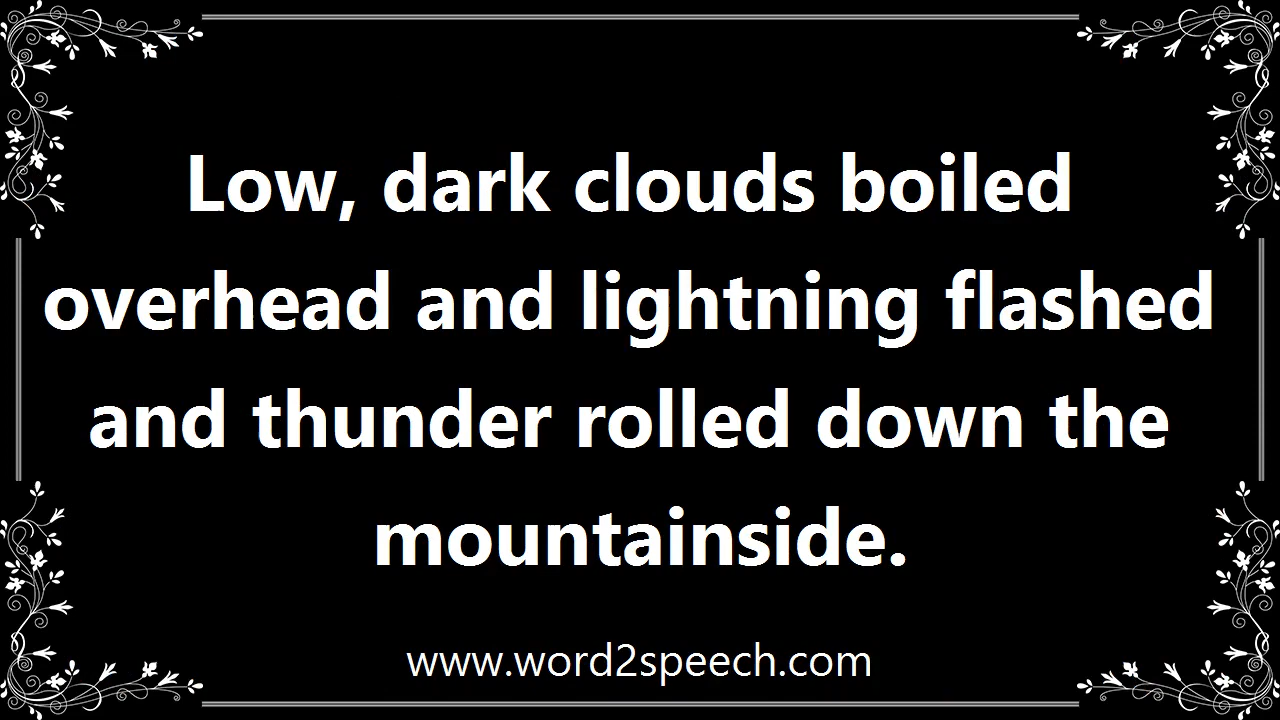 Low, dark clouds boiled
overhead and lightning flashed
and thunder rolled down the
mountainside.
www.word2speech.com